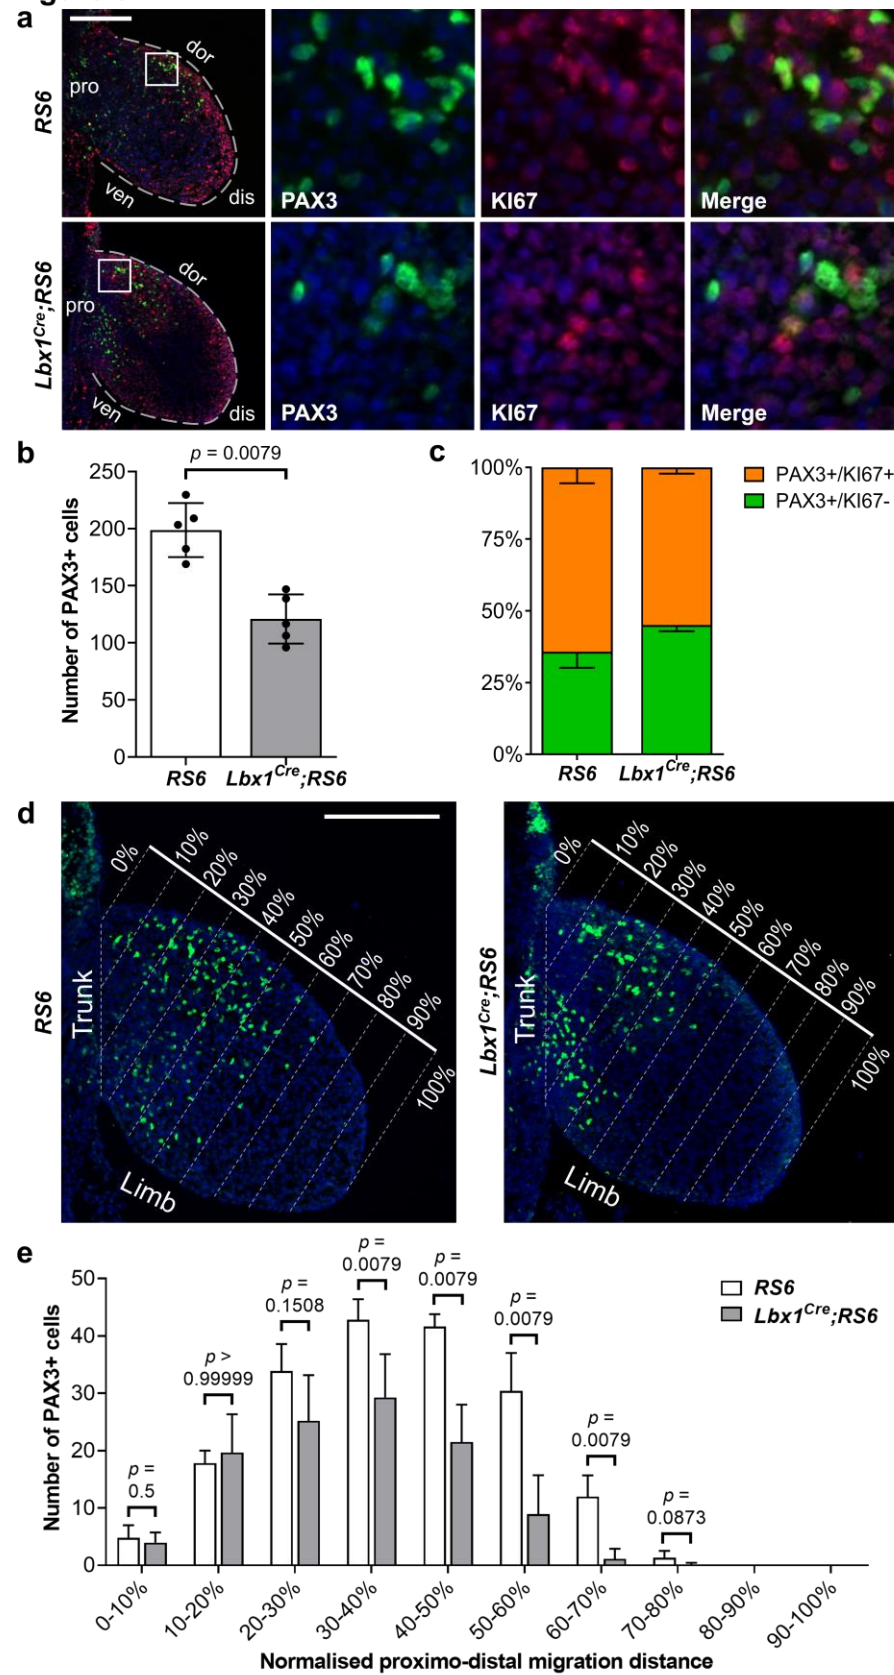 a
RS6
pro
dor
ven
dis
PAX3
KI67
Merge
Lbx1Cre;RS6
pro
dor
ven
dis
PAX3
KI67
Merge
b
p = 0.0079
Number of PAX3+ cells
250
200
150
100
50
0
RS6
Lbx1Cre;RS6
c
100%
75%
50%
25%
0%
RS6
Lbx1Cre;RS6
PAX3+/KI67+
PAX3+/KI67-
d
RS6
Trunk
Limb
0%
10%
20%
30%
40%
50%
60%
70%
80%
90%
100%
Lbx1Cre;RS6
Trunk
Limb
0%
10%
20%
30%
40%
50%
60%
70%
80%
90%
100%
e
Number of PAX3+ cells
50
40
30
20
10
0
p =
0.5
p >
0.99999
p =
0.1508
p =
0.0079
p =
0.0079
p =
0.0079
p =
0.0079
p =
0.0873
RS6
Lbx1Cre;RS6
0-10%
10-20%
20-30%
30-40%
40-50%
50-60%
60-70%
70-80%
80-90%
90-100%
Normalised proximo-distal migration distance